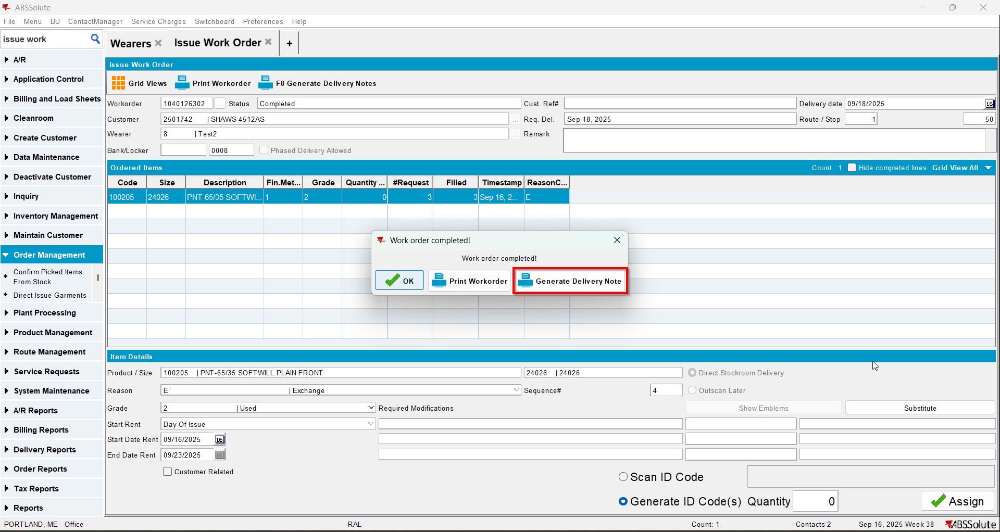 ABSSolute
File Menu BU ContactManager Service Charges Switchboard Preferences Help
issue work
Wearers
Issue Work Order
+
A/R
Application Control
Billing and Load Sheets
Cleanroom
Create Customer
Data Maintenance
Deactivate Customer
Inquiry
Inventory Management
Maintain Customer
Order Management
Confirm Picked Items
From Stock
Direct Issue Garments
Plant Processing
Product Management
Route Management
Service Requests
System Maintenance
A/R Reports
Billing Reports
Delivery Reports
Order Reports
Tax Reports
Reports
Issue Work Order
Grid Views Print Workorder F8 Generate Delivery Notes
Workorder 1040126302 ... Status Completed Cust. Ref# Delivery date 09/18/2025 16
Customer 2501742 | SHAWS 4512AS ... Req. Del. Sep 18, 2025 Route / Stop 1 50
Wearer 8 | Test2 ... Remark
Bank/Locker 0008 Phased Delivery Allowed
Ordered Items Count : 1 Hide completed lines Grid View All
Code Size Description Fin.Met... Grade Quantity ... #Request Filled Timestamp ReasonC...
100205 24026 PNT-65/35 SOFTWI... 1 2 0 3 3 Sep 16, 2... E
Work order completed!
Work order completed!
OK Print Workorder Generate Delivery Note
Item Details
Product / Size 100205 | PNT-65/35 SOFTWILL PLAIN FRONT 24026 | 24026 Direct Stockroom Delivery
Reason E | Exchange Sequence# 4 Outscan Later
Grade 2 | Used Required Modifications Show Emblems Substitute
Start Rent Day Of Issue
Start Date Rent 09/16/2025 16
End Date Rent 09/23/2025 16
Customer Related
Scan ID Code
Generate ID Code(s) Quantity 0 Assign
PORTLAND, ME - Office RAL Count: 1 Contacts 2 Sep 16, 2025 Week 38 ABSSolute